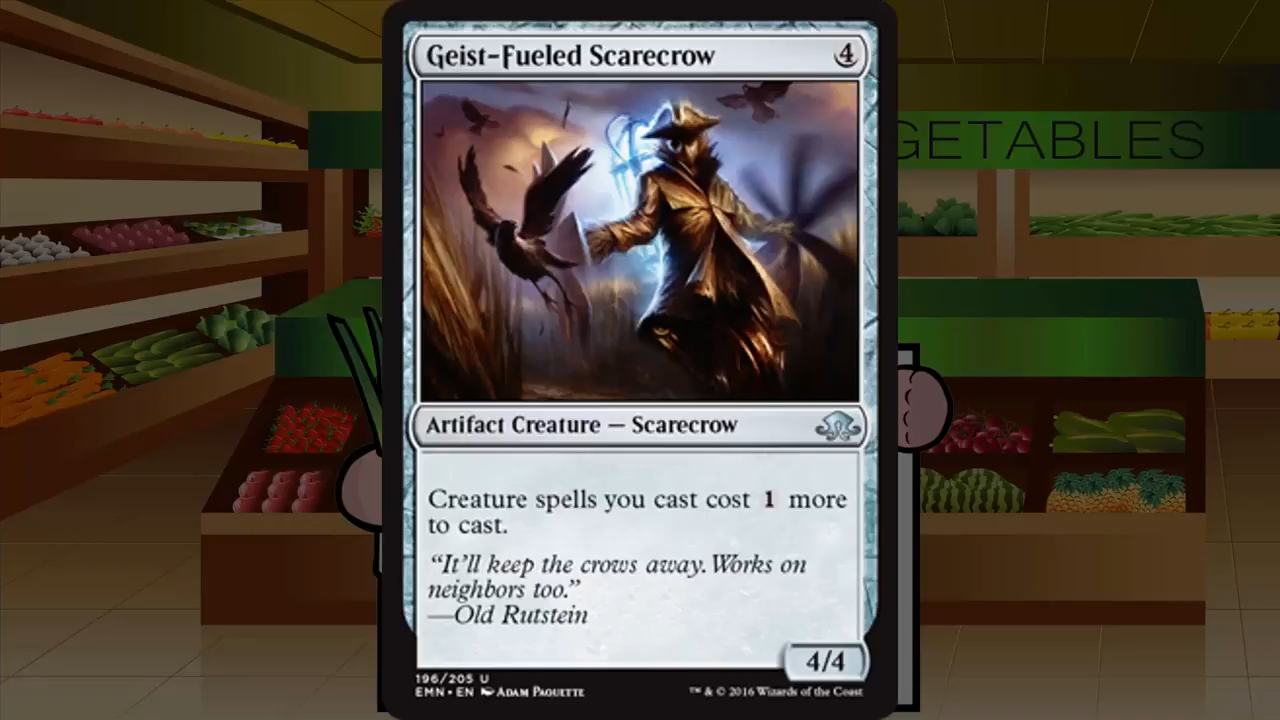 Geist-Fueled Scarecrow 4
GETABLES
Artifact Creature — Scarecrow
Creature spells you cast cost 1 more
to cast.
“It’ll keep the crows away. Works on
neighbors too.”
—Old Rutstein
4/4
196/205 U
EMN • EN Adam Paquette
™ & © 2016 Wizards of the Coast